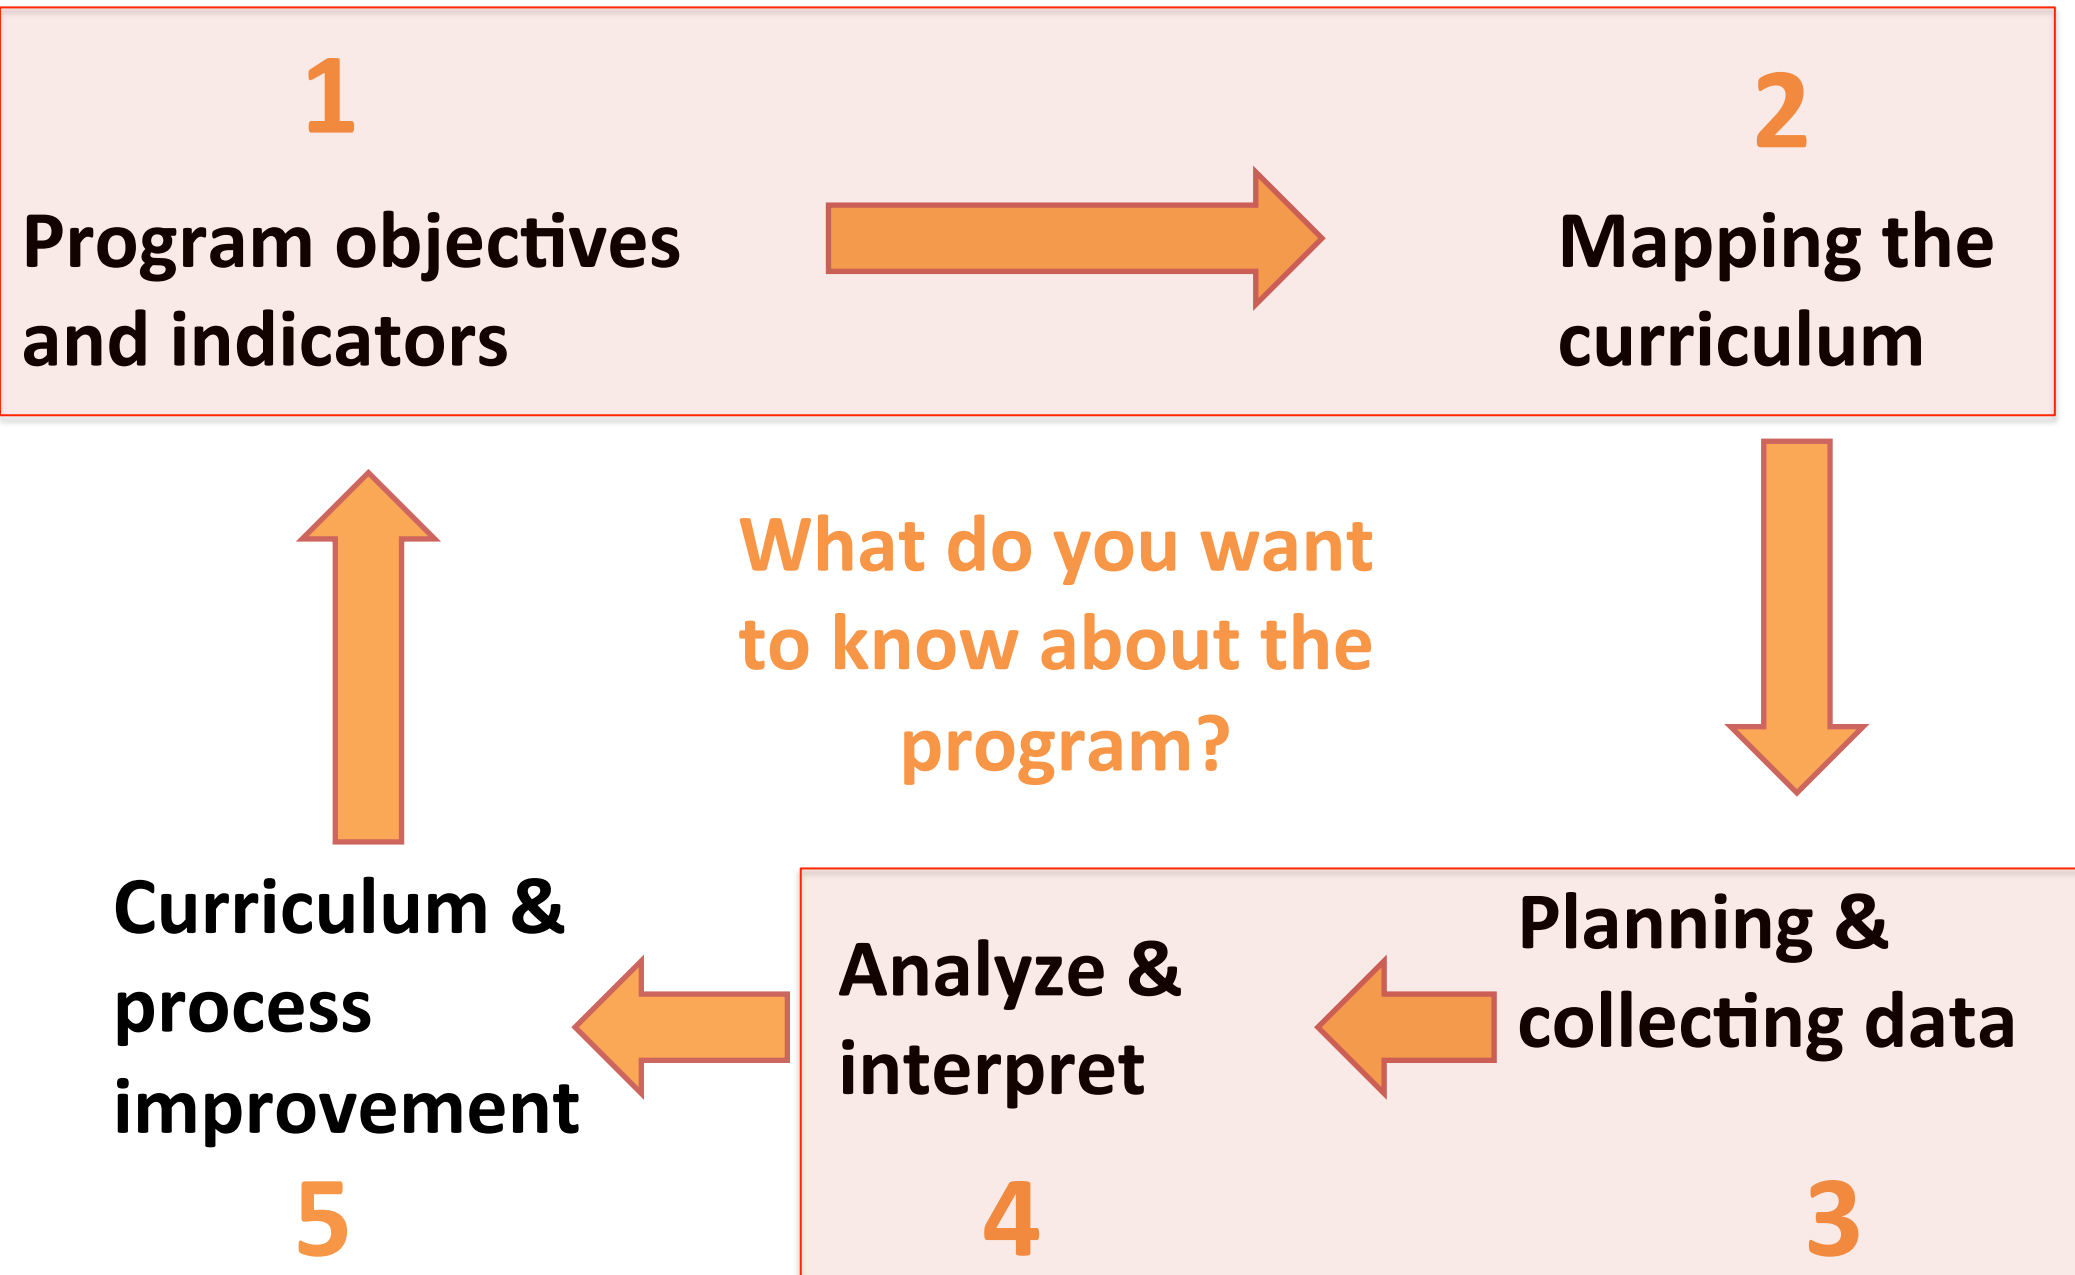 1
Program objectives
and indicators
2
Mapping the
curriculum
What do you want
to know about the
program?
Planning &
collecting data
3
Analyze &
interpret
4
Curriculum &
process
improvement
5